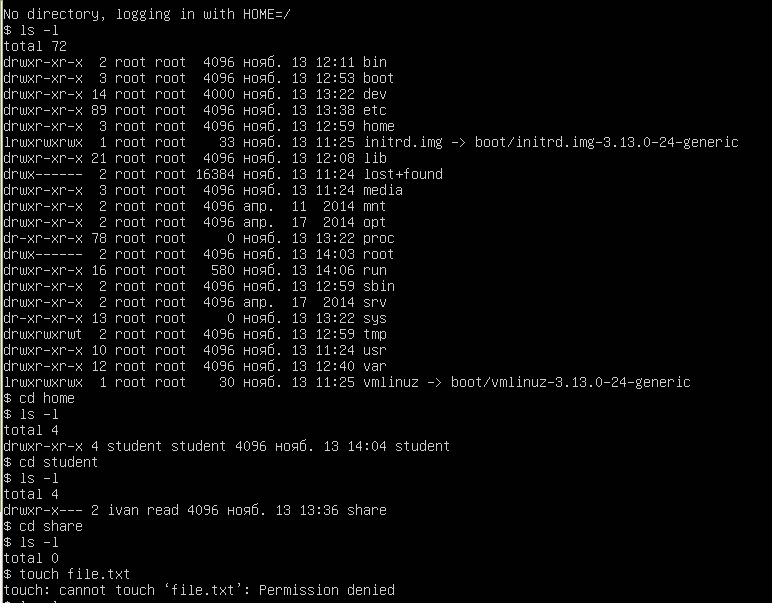 No directory, logging in with HOME=/
$ ls -l
total 72
drwxr-xr-x  2 root root  4096 нояб. 13 12:11 bin
drwxr-xr-x  3 root root  4096 нояб. 13 12:53 boot
drwxr-xr-x 14 root root  4000 нояб. 13 13:22 dev
drwxr-xr-x 89 root root  4096 нояб. 13 13:38 etc
drwxr-xr-x  3 root root  4096 нояб. 13 12:59 home
lrwxrwxrwx  1 root root    33 нояб. 13 11:25 initrd.img -> boot/initrd.img-3.13.0-24-generic
drwxr-xr-x 21 root root  4096 нояб. 13 12:08 lib
drwx------  2 root root 16384 нояб. 13 11:24 lost+found
drwxr-xr-x  3 root root  4096 нояб. 13 11:24 media
drwxr-xr-x  2 root root  4096 апр.  11  2014 mnt
drwxr-xr-x  2 root root  4096 апр.  17  2014 opt
dr-xr-xr-x 78 root root     0 нояб. 13 13:22 proc
drwx------  2 root root  4096 нояб. 13 14:03 root
drwxr-xr-x 16 root root   580 нояб. 13 14:06 run
drwxr-xr-x  2 root root  4096 нояб. 13 12:59 sbin
drwxr-xr-x  2 root root  4096 апр.  17  2014 srv
dr-xr-xr-x 13 root root     0 нояб. 13 13:22 sys
drwxrwxrwt  2 root root  4096 нояб. 13 12:59 tmp
drwxr-xr-x 10 root root  4096 нояб. 13 11:24 usr
drwxr-xr-x 12 root root  4096 нояб. 13 12:40 var
lrwxrwxrwx  1 root root    30 нояб. 13 11:25 vmlinuz -> boot/vmlinuz-3.13.0-24-generic
$ cd home
$ ls -l
total 4
drwxr-xr-x 4 student student 4096 нояб. 13 14:04 student
$ cd student
$ ls -l
total 4
drwxr-x--- 2 ivan read 4096 нояб. 13 13:36 share
$ cd share
$ ls -l
total 0
$ touch file.txt
touch: cannot touch ‘file.txt’: Permission denied